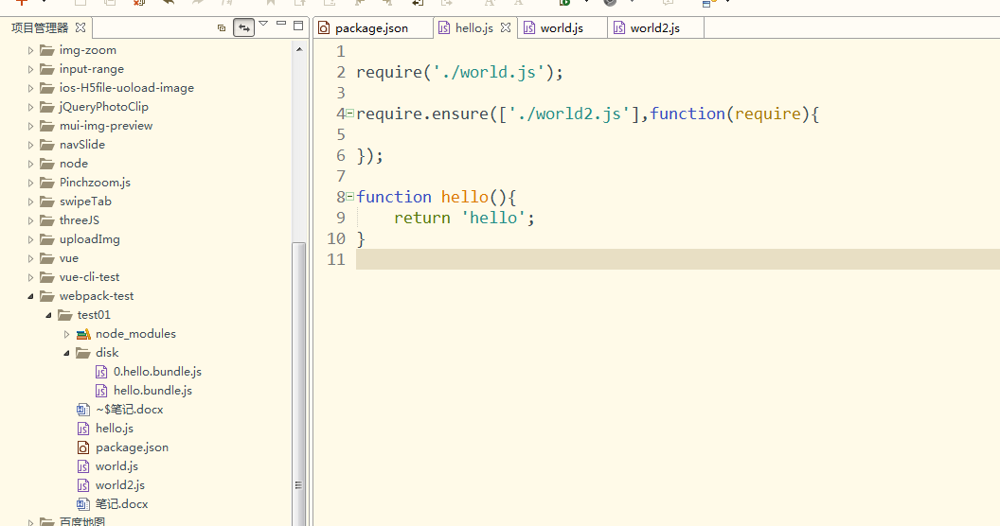 项目管理器
package.json
hello.js
world.js
world2.js
img-zoom
input-range
ios-H5file-uoload-image
jQueryPhotoClip
mui-img-preview
navSlide
node
Pinchzoom.js
swipeTab
threeJS
uploadImg
vue
vue-cli-test
webpack-test
test01
node_modules
disk
0.hello.bundle.js
hello.bundle.js
~$笔记.docx
hello.js
package.json
world.js
world2.js
笔记.docx
百度地图
1
2 require('./world.js');
3
4 require.ensure(['./world2.js'],function(require){
5
6 });
7
8 function hello(){
9 return 'hello';
10 }
11